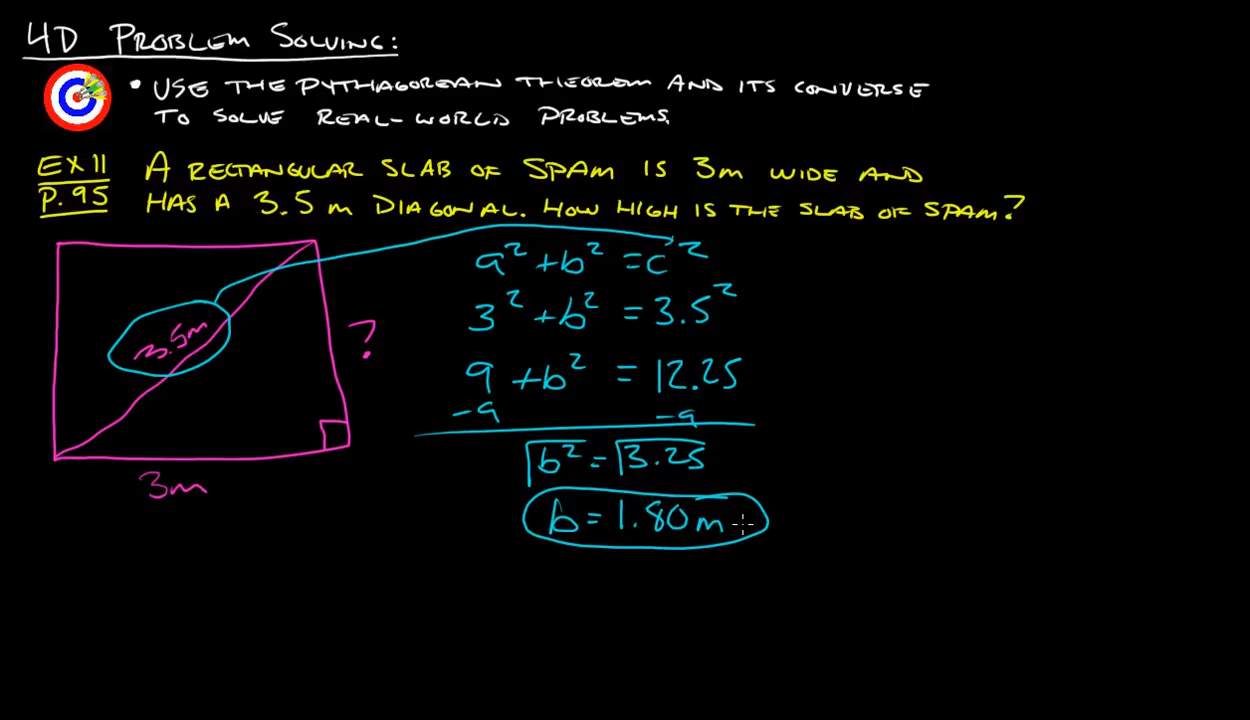 4D PROBLEM SOLVING:
• USE THE PYTHAGOREAN THEOREM AND ITS CONVERSE
TO SOLVE REAL-WORLD PROBLEMS.
EX 11 A RECTANGULAR SLAB OF SPAM IS 3m WIDE AND
P. 95 HAS A 3.5 m DIAGONAL. HOW HIGH IS THE SLAB OF SPAM?
a² + b² = c²
3² + b² = 3.5²
3.5m
?
9 + b² = 12.25
-9 -9
√b² = √3.25
3m
b = 1.80 m